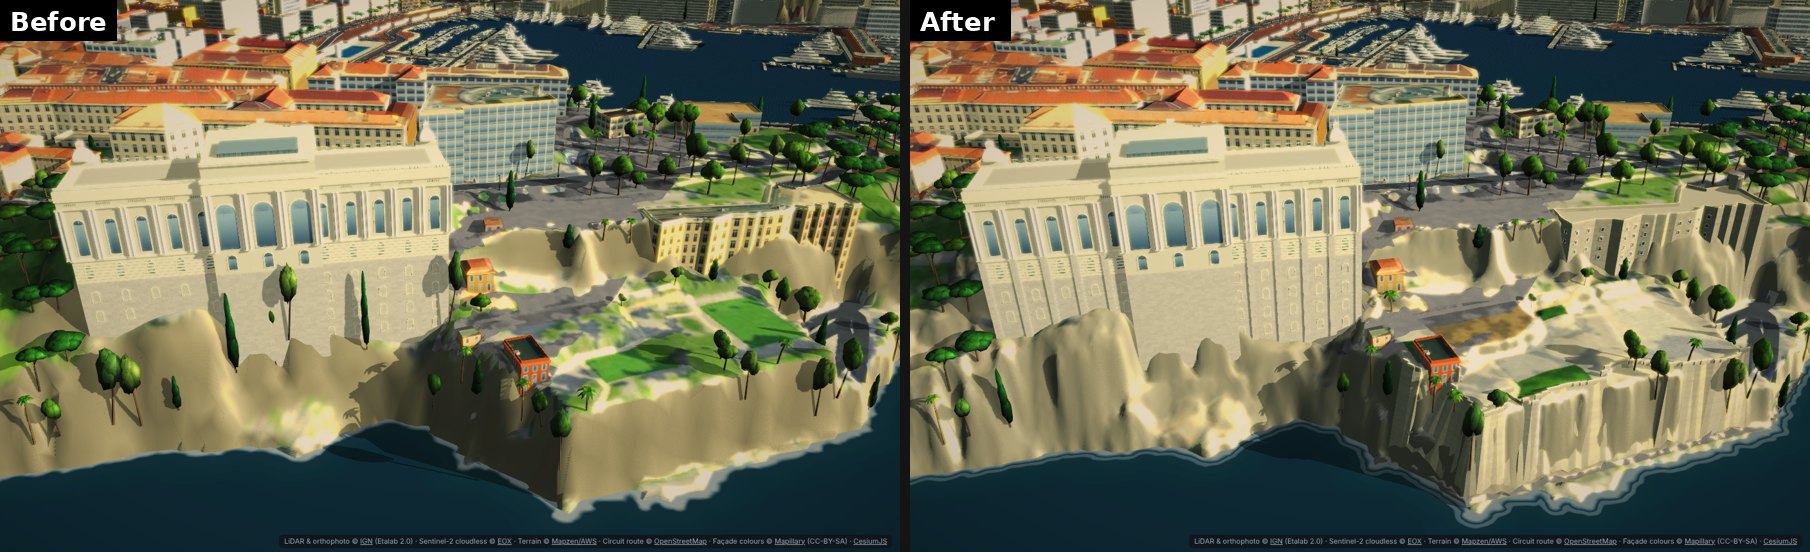 Before
After
LiDAR & orthophoto © IGN (Etalab 2.0) · Sentinel-2 cloudless © EOX · Terrain © Mapzen/AWS · Circuit route © OpenStreetMap · Façade colours © Mapillary (CC-BY-SA) · CesiumJS
LiDAR & orthophoto © IGN (Etalab 2.0) · Sentinel-2 cloudless © EOX · Terrain © Mapzen/AWS · Circuit route © OpenStreetMap · Façade colours © Mapillary (CC-BY-SA) · CesiumJS